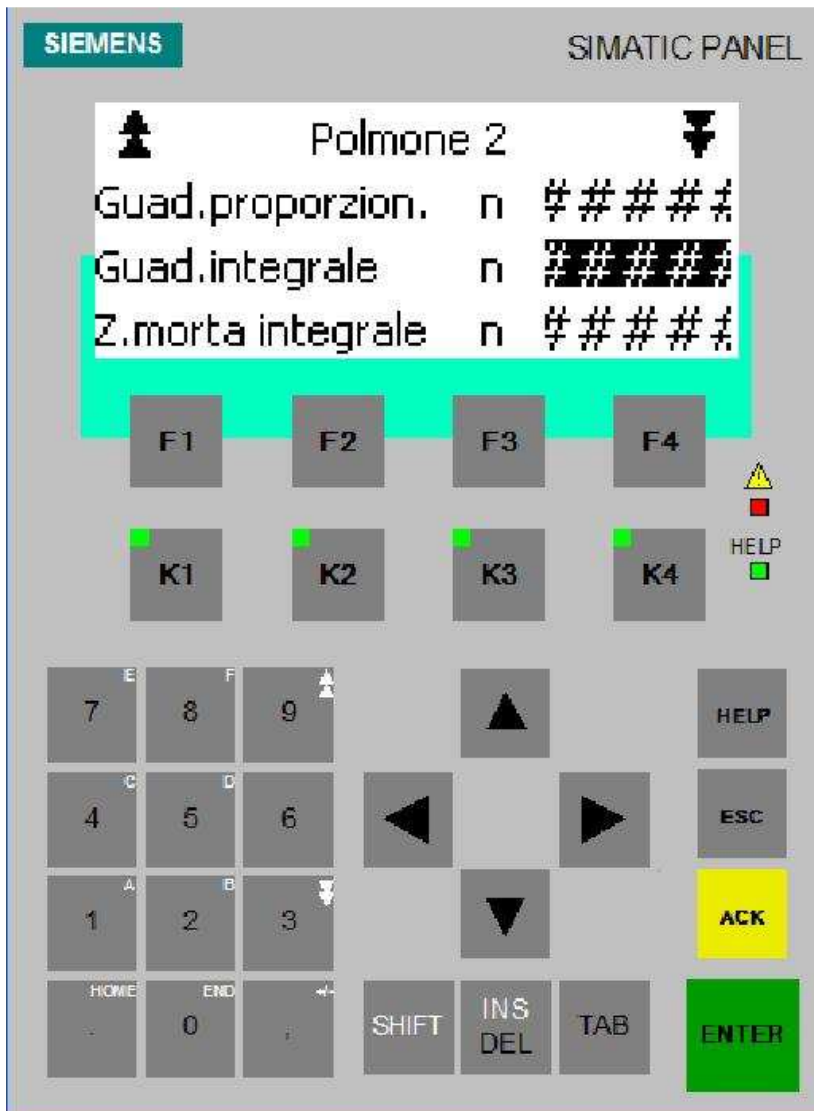 SIEMENS SIMATIC PANEL
Polmone 2
Guad.proporzion. n #####
Guad.integrale n #####
Z.morta integrale n #####
F1 F2 F3 F4
HELP
K1 K2 K3 K4
E F
7 8 9 HELP
C D
4 5 6 ESC
A B
1 2 3 ACK
HOME END +/-
. 0 , SHIFT INS DEL TAB ENTER